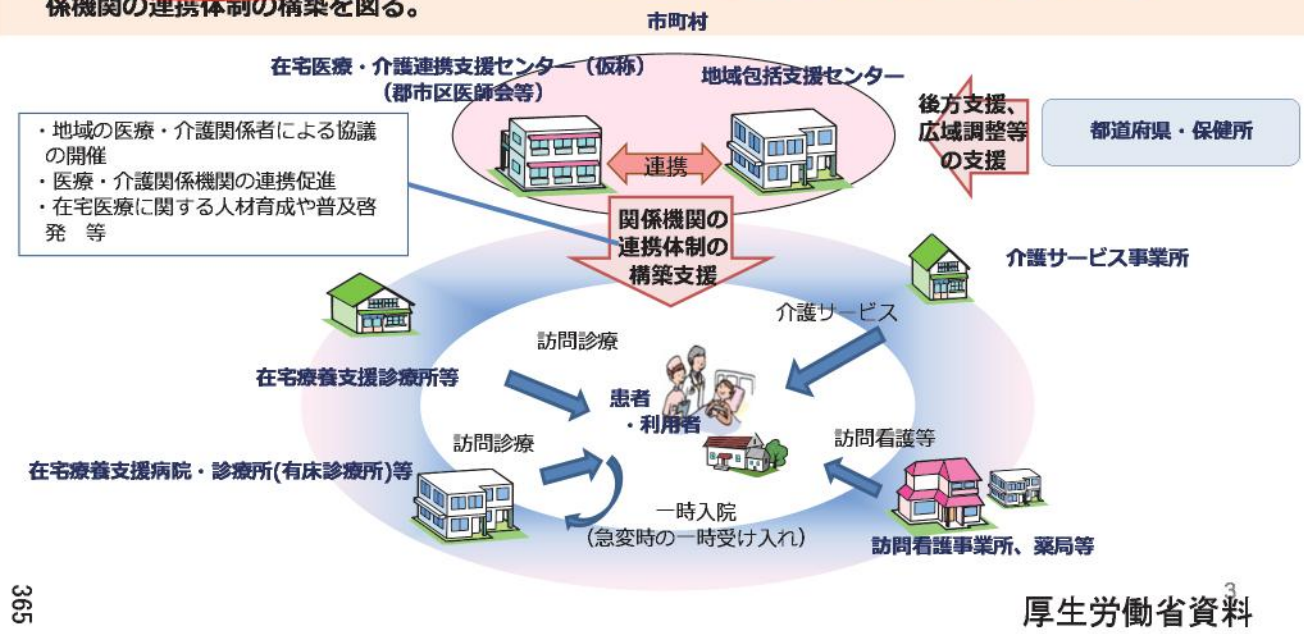 係機関の連携体制の構築を図る。
市町村
在宅医療・介護連携支援センター（仮称）
（郡市区医師会等）
地域包括支援センター
後方支援、
広域調整等
の支援
都道府県・保健所
・地域の医療・介護関係者による協議
の開催
・医療・介護関係機関の連携促進
・在宅医療に関する人材育成や普及啓
発　等
連携
関係機関の
連携体制の
構築支援
介護サービス事業所
介護サービス
訪問診療
在宅療養支援診療所等
患者
・利用者
訪問診療
訪問看護等
在宅療養支援病院・診療所(有床診療所)等
一時入院
（急変時の一時受け入れ）
訪問看護事業所、薬局等
365
3
厚生労働省資料